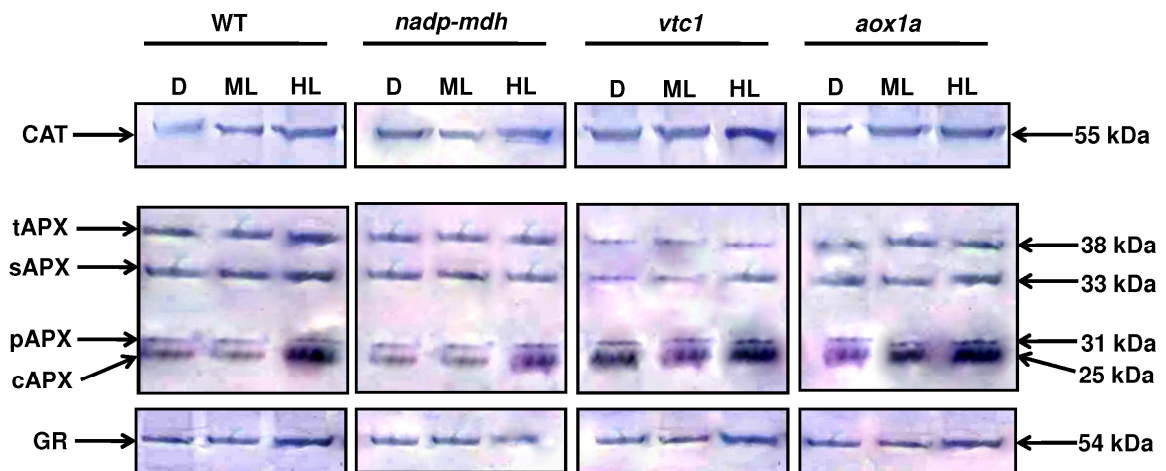 WT nadp-mdh vtc1 aox1a
D ML HL D ML HL D ML HL D ML HL
CAT 55 kDa
tAPX 38 kDa
sAPX 33 kDa
pAPX 31 kDa
cAPX 25 kDa
GR 54 kDa